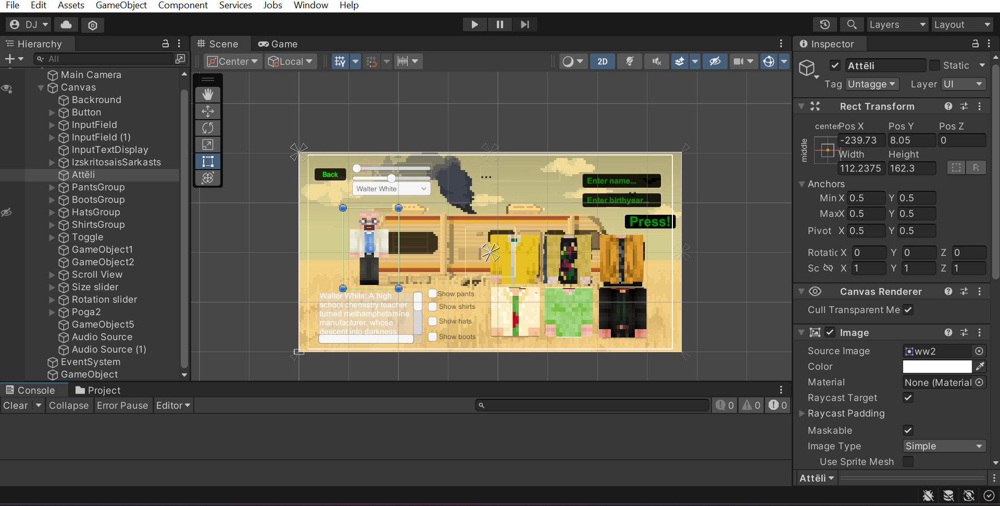 File Edit Assets GameObject Component Services Jobs Window Help
DJ
Layers Layout
Hierarchy
All
Main Camera
Canvas
Backround
Button
InputField
InputField (1)
InputTextDisplay
IzskritosaisSarkasts
Attēli
PantsGroup
BootsGroup
HatsGroup
ShirtsGroup
Toggle
GameObject1
GameObject2
Scroll View
Size slider
Rotation slider
Poga2
GameObject5
Audio Source
Audio Source (1)
EventSystem
GameObject
Scene Game
Center Local
2D
Back
Walter White
...
Enter name...
Enter birthyear...
Press!
Walter White: A high
school chemistry teacher
turned methamphetamine
manufacturer, whose
descent into darkness
Show pants
Show shirts
Show hats
Show boots
Console Project
Clear Collapse Error Pause Editor
0 0 0
Inspector
Attēli Static
Tag Untagge Layer UI
Rect Transform
center Pos X Pos Y Pos Z
middle
-239.73 8.05 0
Width Height
112.2375 162.3
R
Anchors
Min X 0.5 Y 0.5
Max X 0.5 Y 0.5
Pivot X 0.5 Y 0.5
Rotatic X 0 Y 0 Z 0
Sc X 1 Y 1 Z 1
Canvas Renderer
Cull Transparent Me
Image
Source Image ww2
Color
Material None (Material
Raycast Target
Raycast Padding
Maskable
Image Type Simple
Use Sprite Mesh
Attēli